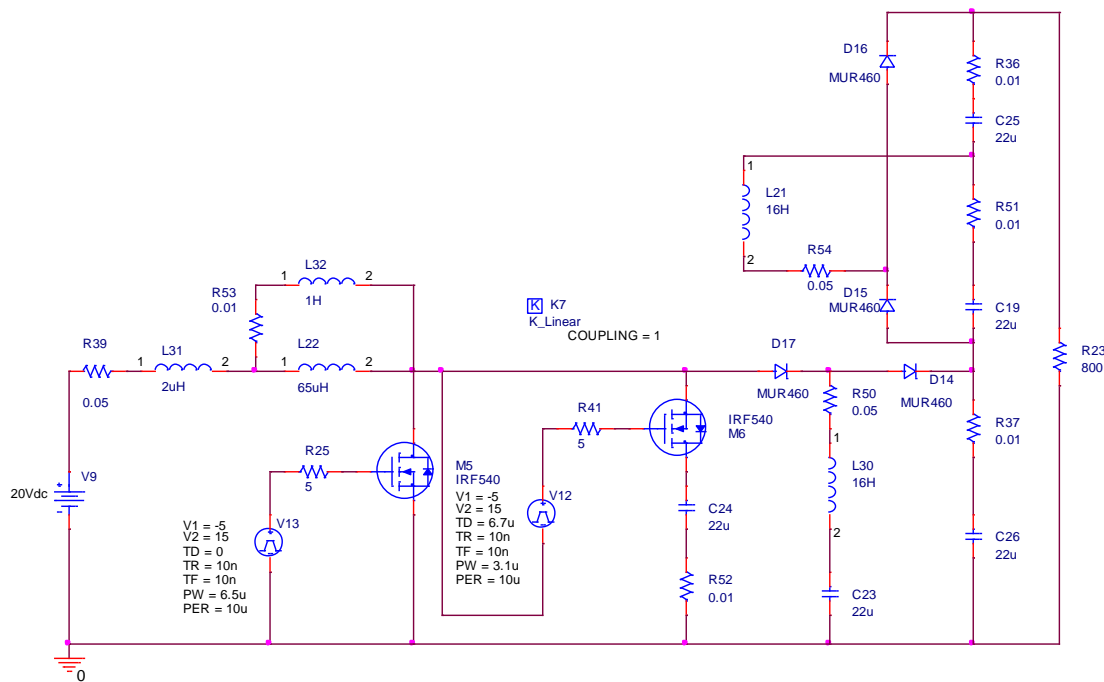 D16
MUR460
R36
0.01
C25
22u
1
L21
16H
2
R54
0.05
R51
0.01
D15
MUR460
C19
22u
L32
1
2
1H
R53
0.01
K K7
K_Linear
COUPLING = 1
R39
0.05
1
L31
2
2uH
1
L22
2
65uH
D17
MUR460
D14
MUR460
R23
800
R50
0.05
R41
5
IRF540
M6
R37
0.01
R25
5
M5
IRF540
1
L30
16H
2
V9
20Vdc
V1 = -5
V2 = 15
TD = 6.7u
TR = 10n
TF = 10n
PW = 3.1u
PER = 10u
V12
C24
22u
V13
V1 = -5
V2 = 15
TD = 0
TR = 10n
TF = 10n
PW = 6.5u
PER = 10u
C26
22u
R52
0.01
C23
22u
0